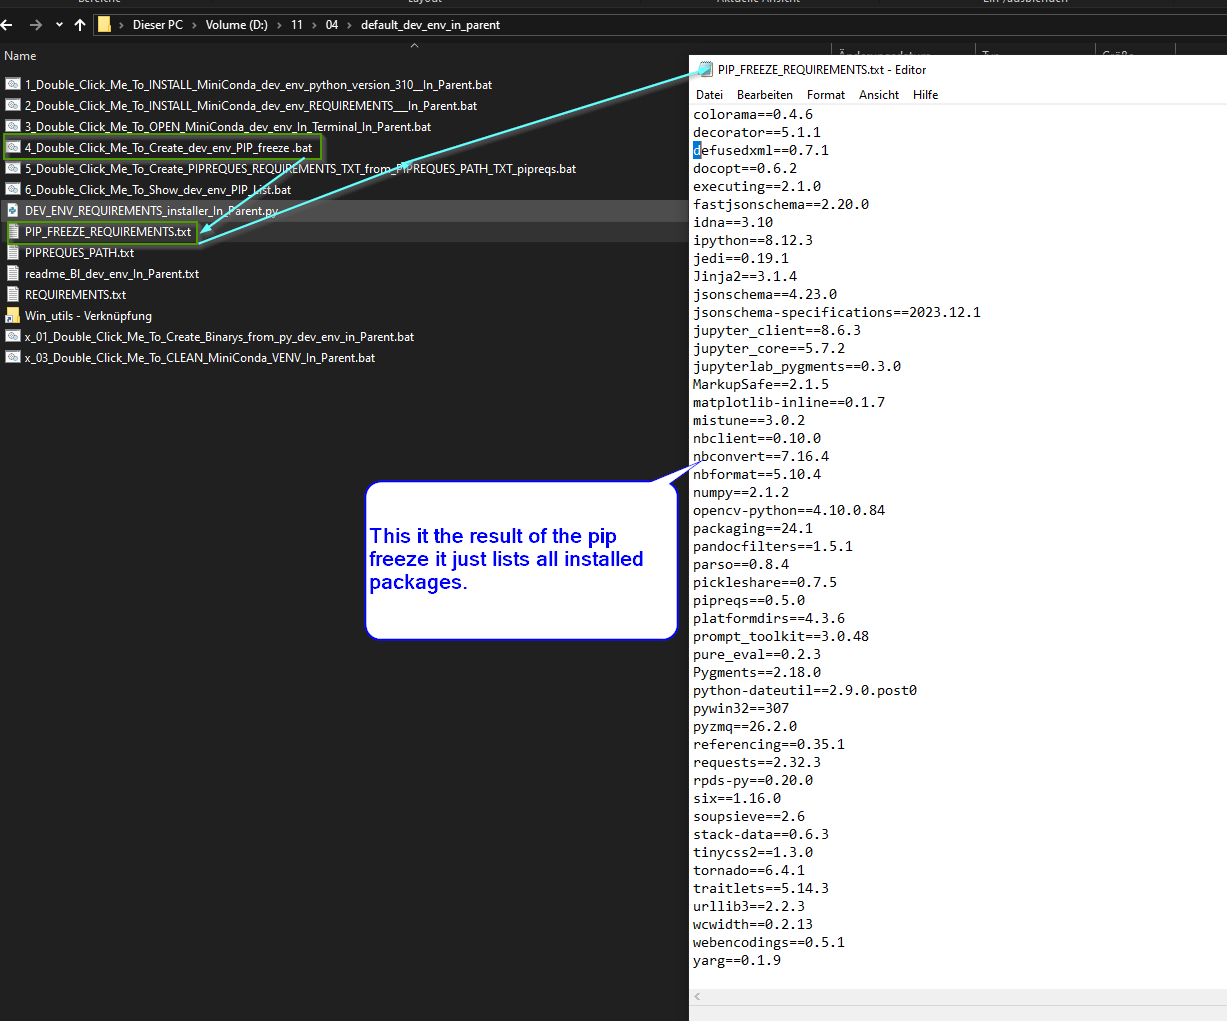 Dieser PC > Volume (D:) > 11 > 04 > default_dev_env_in_parent
Name
1_Double_Click_Me_To_INSTALL_MiniConda_dev_env_python_version_310__In_Parent.bat
2_Double_Click_Me_To_INSTALL_MiniConda_dev_env_REQUIREMENTS___In_Parent.bat
3_Double_Click_Me_To_OPEN_MiniConda_dev_env_In_Terminal_In_Parent.bat
4_Double_Click_Me_To_Create_dev_env_PIP_freeze .bat
5_Double_Click_Me_To_Create_PIPREQUES_REQUIREMENTS_TXT_from_PIPREQUES_PATH_TXT_pipreqs.bat
6_Double_Click_Me_To_Show_dev_env_PIP_List.bat
DEV_ENV_REQUIREMENTS_installer_In_Parent.py
PIP_FREEZE_REQUIREMENTS.txt
PIPREQUES_PATH.txt
readme_BI_dev_env_In_Parent.txt
REQUIREMENTS.txt
Win_utils - Verknüpfung
x_01_Double_Click_Me_To_Create_Binarys_from_py_dev_env_in_Parent.bat
x_03_Double_Click_Me_To_CLEAN_MiniConda_VENV_In_Parent.bat
This it the result of the pip
freeze it just lists all installed
packages.
PIP_FREEZE_REQUIREMENTS.txt - Editor
Datei Bearbeiten Format Ansicht Hilfe
colorama==0.4.6
decorator==5.1.1
defusedxml==0.7.1
docopt==0.6.2
executing==2.1.0
fastjsonschema==2.20.0
idna==3.10
ipython==8.12.3
jedi==0.19.1
Jinja2==3.1.4
jsonschema==4.23.0
jsonschema-specifications==2023.12.1
jupyter_client==8.6.3
jupyter_core==5.7.2
jupyterlab_pygments==0.3.0
MarkupSafe==2.1.5
matplotlib-inline==0.1.7
mistune==3.0.2
nbclient==0.10.0
nbconvert==7.16.4
nbformat==5.10.4
numpy==2.1.2
opencv-python==4.10.0.84
packaging==24.1
pandocfilters==1.5.1
parso==0.8.4
pickleshare==0.7.5
pipreqs==0.5.0
platformdirs==4.3.6
prompt_toolkit==3.0.48
pure_eval==0.2.3
Pygments==2.18.0
python-dateutil==2.9.0.post0
pywin32==307
pyzmq==26.2.0
referencing==0.35.1
requests==2.32.3
rpds-py==0.20.0
six==1.16.0
soupsieve==2.6
stack-data==0.6.3
tinycss2==1.3.0
tornado==6.4.1
traitlets==5.14.3
urllib3==2.2.3
wcwidth==0.2.13
webencodings==0.5.1
yarg==0.1.9